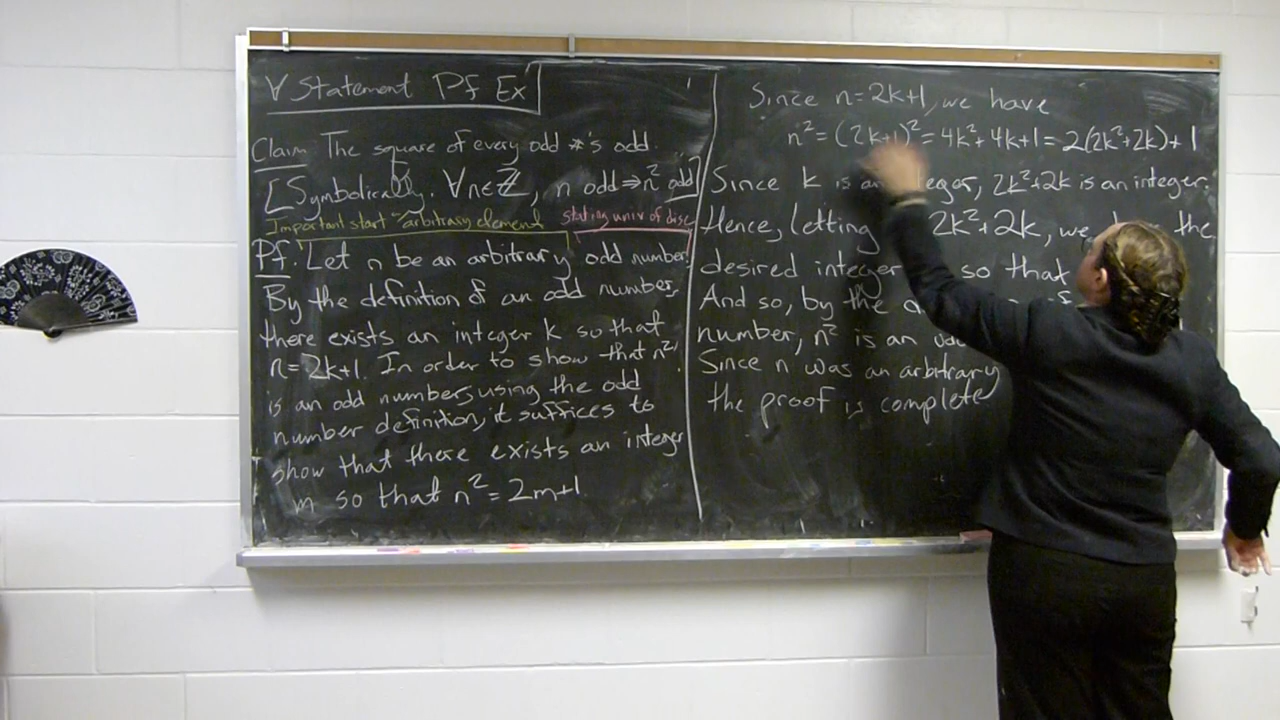 ∀ Statement Pf Ex
Claim: The square of every odd #'s odd.
[Symbolically: ∀n∈ℤ, n odd ⇒ n² odd]
Important start "arbitrary element
stating univ of disc
Pf: Let n be an arbitrary odd number.
By the definition of an odd number,
there exists an integer k so that
n=2k+1. In order to show that n²
is an odd number, using the odd
number definition, it suffices to
show that there exists an integer
m so that n²=2m+1.
Since n=2k+1, we have
n²=(2k+1)²=4k²+4k+1=2(2k²+2k)+1
Since k is an 2k²+2k is an integer.
Hence, letting 2k²+2k, we the
desired integer so that
And so, by the
number, n² is an
Since n was an arbitrary
the proof is complete